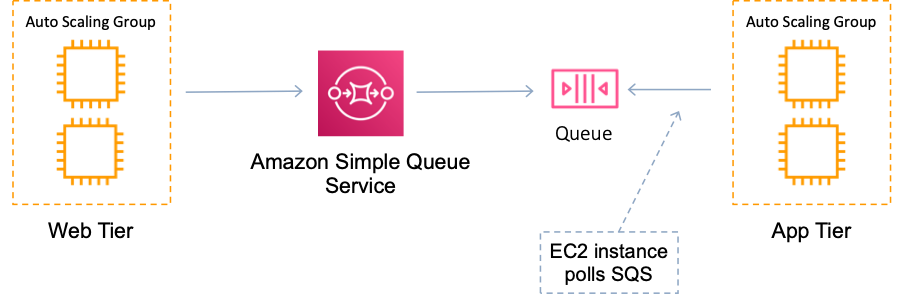 Auto Scaling Group
Web Tier
Amazon Simple Queue
Service
Queue
EC2 instance
polls SQS
Auto Scaling Group
App Tier